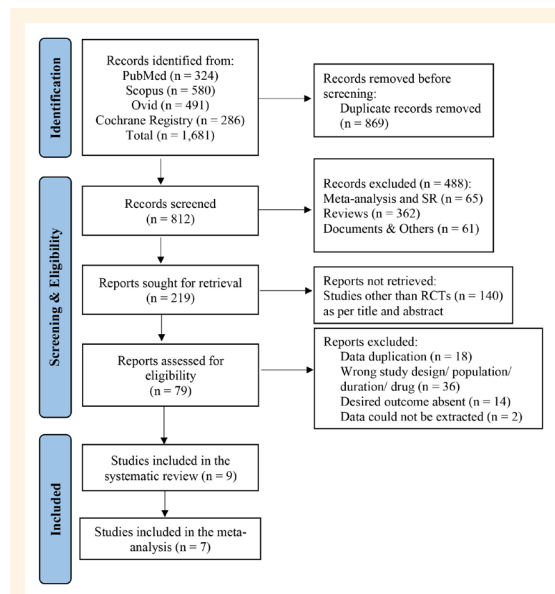 Identification
Records identified from:
PubMed (n = 324)
Scopus (n = 580)
Ovid (n = 491)
Cochrane Registry (n = 286)
Total (n = 1,681)
Records removed before
screening:
Duplicate records removed
(n = 869)
Screening & Eligibility
Records screened
(n = 812)
Records excluded (n = 488):
Meta-analysis and SR (n = 65)
Reviews (n = 362)
Documents & Others (n = 61)
Reports sought for retrieval
(n = 219)
Reports not retrieved:
Studies other than RCTs (n = 140)
as per title and abstract
Reports assessed for
eligibility
(n = 79)
Reports excluded:
Data duplication (n = 18)
Wrong study design/ population/
duration/ drug (n = 36)
Desired outcome absent (n = 14)
Data could not be extracted (n = 2)
Included
Studies included in the
systematic review (n = 9)
Studies included in the meta-
analysis (n = 7)